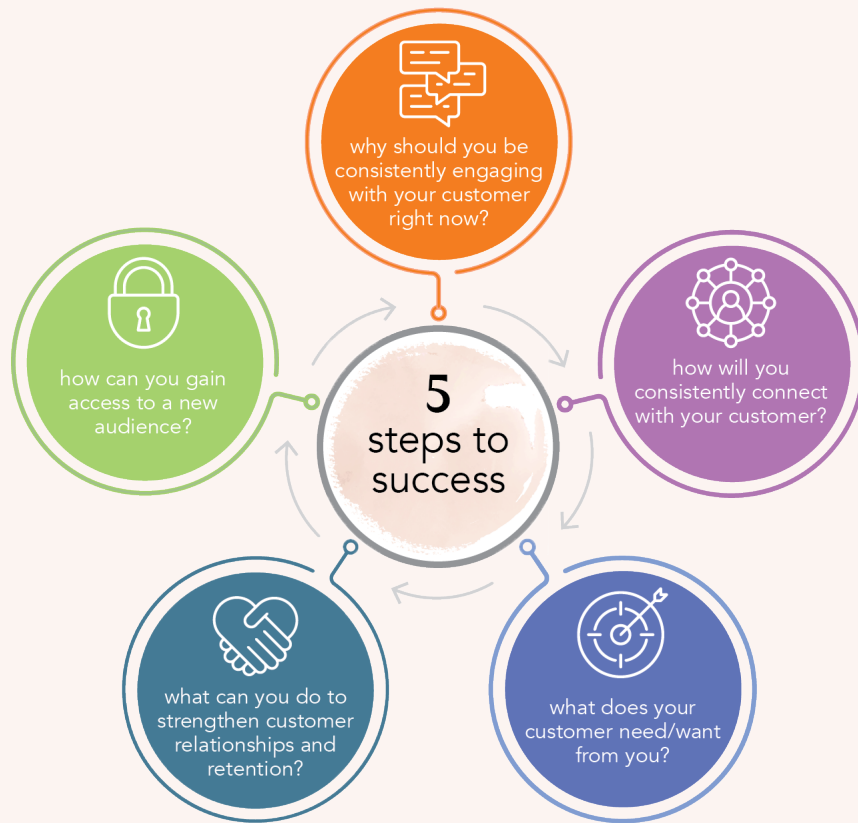 why should you be
consistently engaging
with your customer
right now?
how will you
consistently connect
with your customer?
what does your
customer need/want
from you?
what can you do to
strengthen customer
relationships and
retention?
how can you gain
access to a new
audience?
5
steps to
success